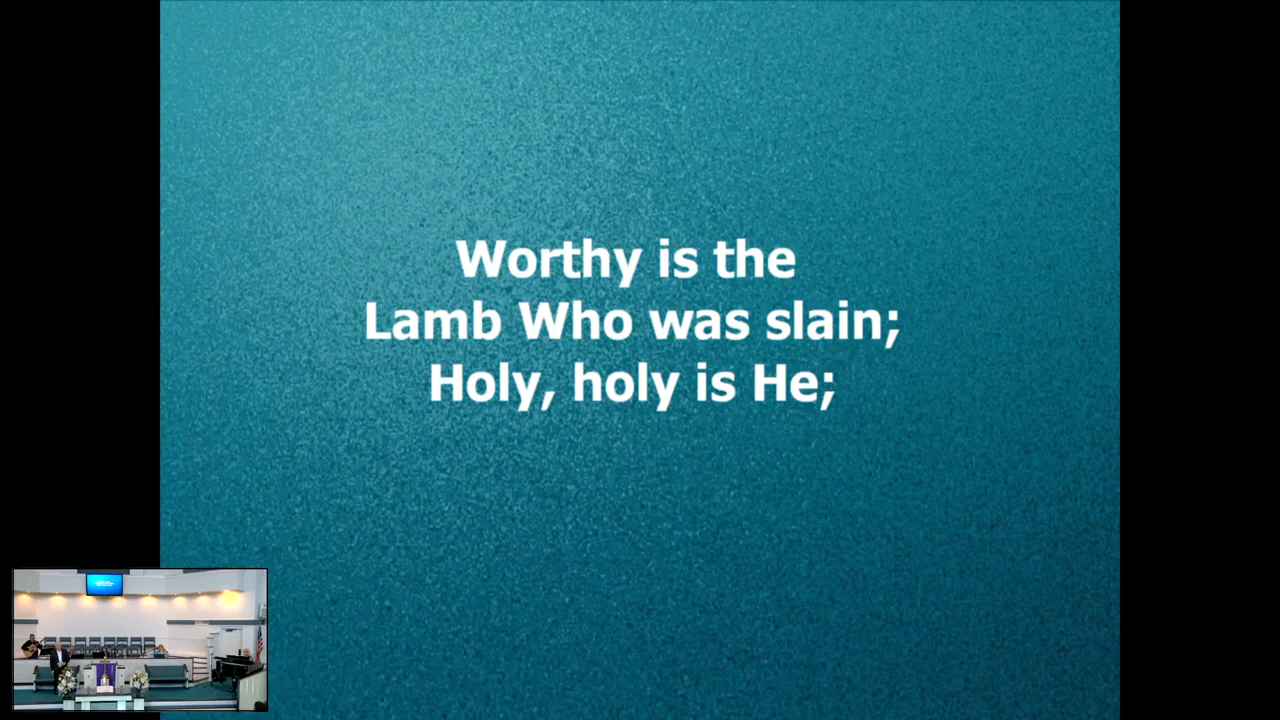 Worthy is the
Lamb Who was slain;
Holy, holy is He;